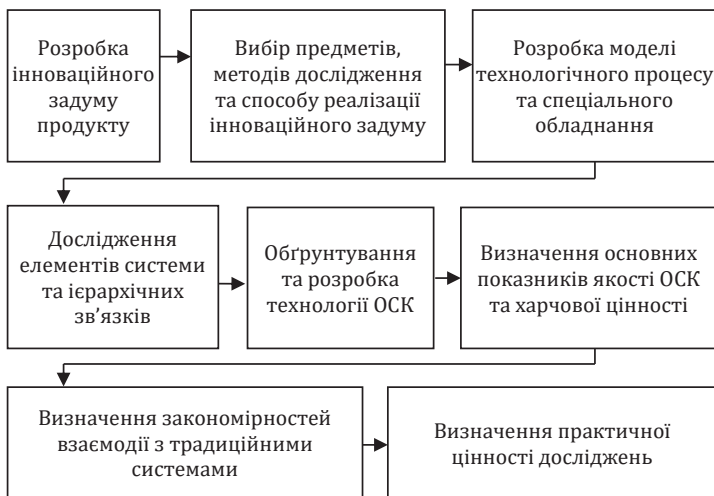 Розробка
інноваційного
задуму
продукту
Вибір предметів,
методів дослідження
та способу реалізації
інноваційного задуму
Розробка моделі
технологічного процесу
та спеціального
обладнання
Дослідження
елементів системи
та ієрархічних
зв’язків
Обґрунтування
та розробка
технології ОСК
Визначення основних
показників якості ОСК
та харчової цінності
Визначення закономірностей
взаємодії з традиційними
системами
Визначення практичної
цінності досліджень